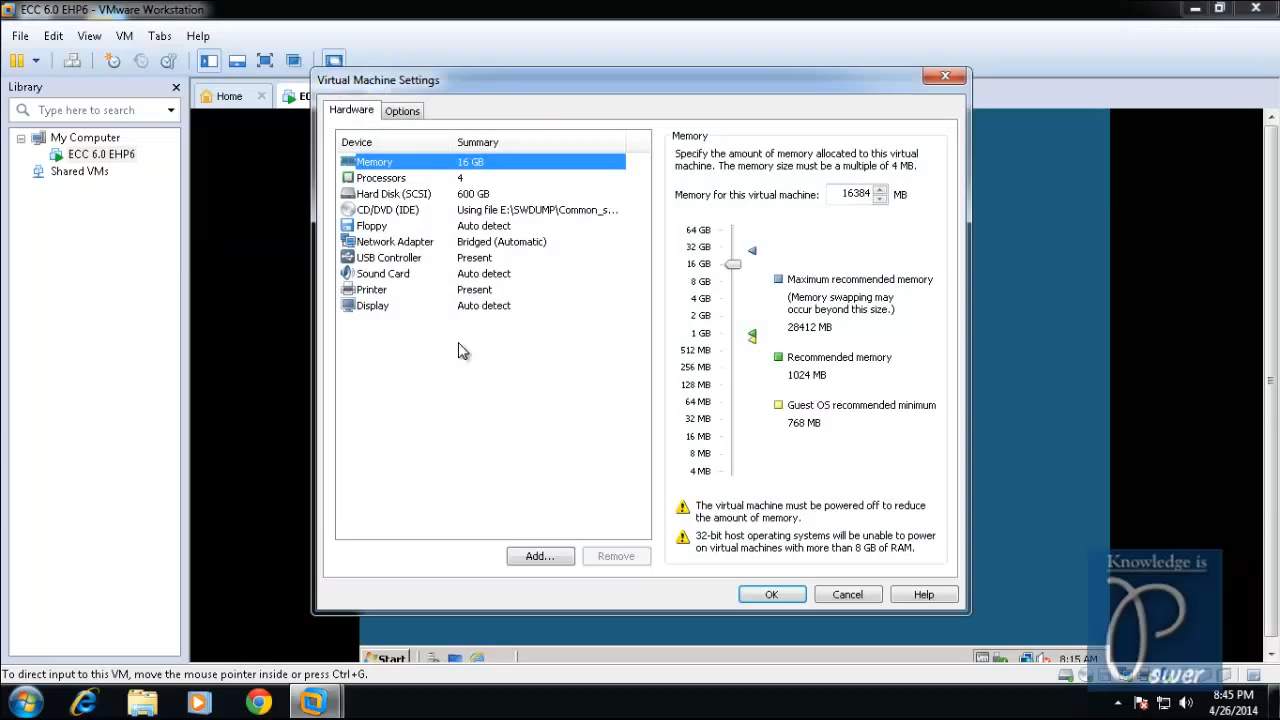 ECC 6.0 EHP6 - VMware Workstation
File Edit View VM Tabs Help
Library
Type here to search
My Computer
ECC 6.0 EHP6
Shared VMs
Home
EC
Virtual Machine Settings
Hardware
Options
Device Summary
Memory 16 GB
Processors 4
Hard Disk (SCSI) 600 GB
CD/DVD (IDE) Using file E:\SWDUMP\Common_s...
Floppy Auto detect
Network Adapter Bridged (Automatic)
USB Controller Present
Sound Card Auto detect
Printer Present
Display Auto detect
Add...
Remove
Memory
Specify the amount of memory allocated to this virtual
machine. The memory size must be a multiple of 4 MB.
Memory for this virtual machine: 16384 MB
64 GB
32 GB
16 GB
8 GB
4 GB
2 GB
1 GB
512 MB
256 MB
128 MB
64 MB
32 MB
16 MB
8 MB
4 MB
Maximum recommended memory
(Memory swapping may
occur beyond this size.)
28412 MB
Recommended memory
1024 MB
Guest OS recommended minimum
768 MB
The virtual machine must be powered off to reduce
the amount of memory.
32-bit host operating systems will be unable to power
on virtual machines with more than 8 GB of RAM.
OK
Cancel
Help
Start
8:15 AM
To direct input to this VM, move the mouse pointer inside or press Ctrl+G.
Knowledge is
Power
8:45 PM
4/26/2014